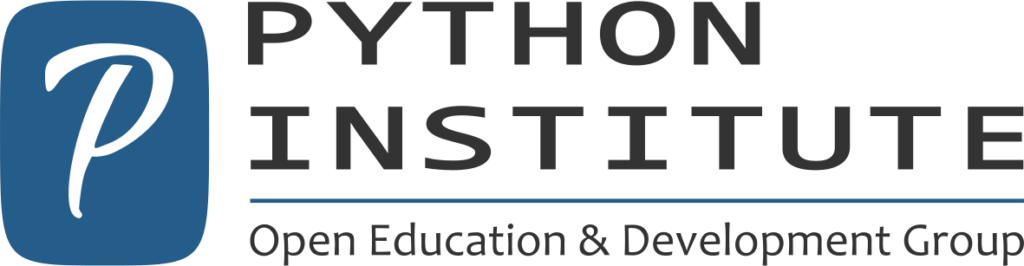 P
PYTHON
INSTITUTE
Open Education & Development Group